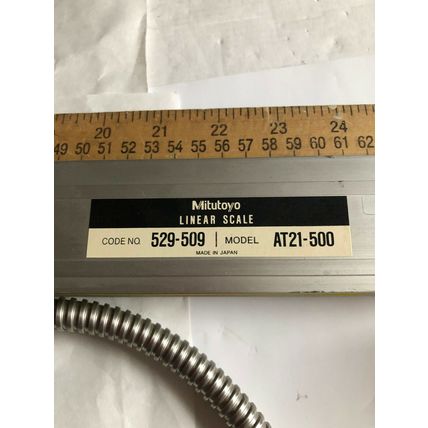 20 21 22 23 24
49 50 51 52 53 54 55 56 57 58 59 60 61 62
Mitutoyo
LINEAR SCALE
CODE NO. 529-509 MODEL AT21-500
MADE IN JAPAN